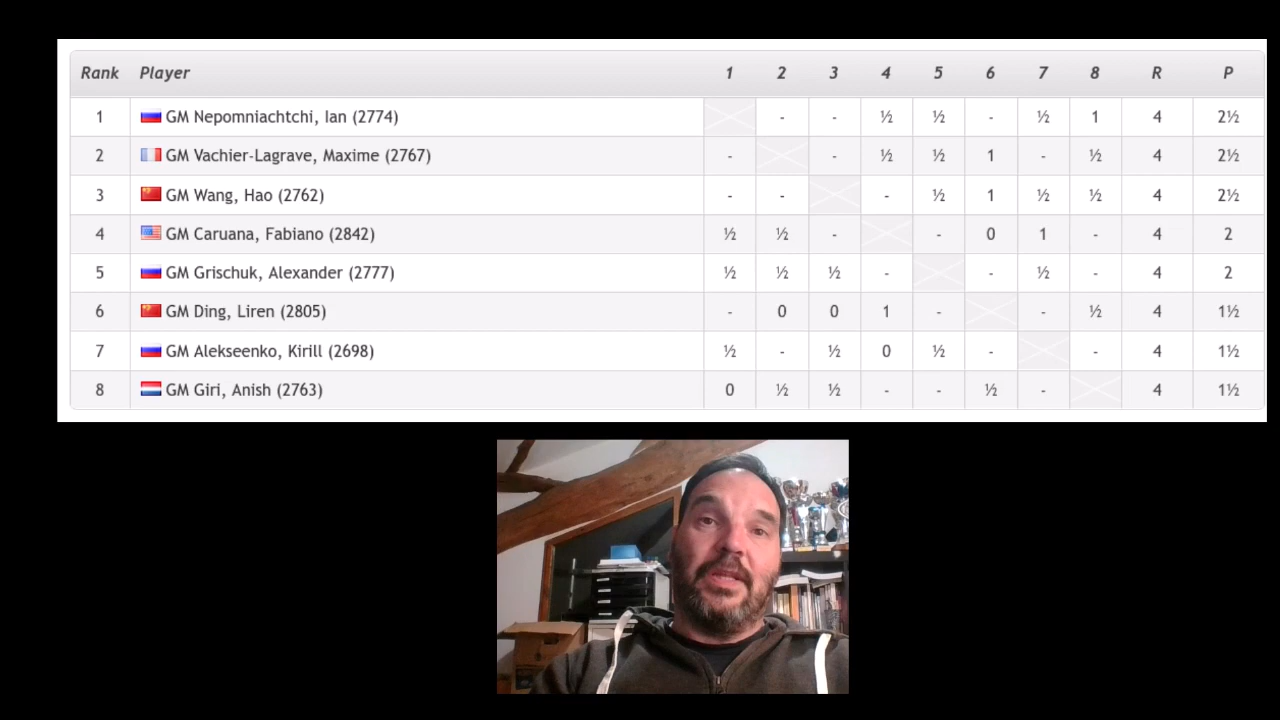 Rank Player 1 2 3 4 5 6 7 8 R P
1 GM Nepomniachtchi, Ian (2774) - - ½ ½ - ½ 1 4 2½
2 GM Vachier-Lagrave, Maxime (2767) - - ½ ½ 1 - ½ 4 2½
3 GM Wang, Hao (2762) - - - ½ 1 ½ ½ 4 2½
4 GM Caruana, Fabiano (2842) ½ ½ - - 0 1 - 4 2
5 GM Grischuk, Alexander (2777) ½ ½ ½ - - ½ - 4 2
6 GM Ding, Liren (2805) - 0 0 1 - - ½ 4 1½
7 GM Alekseenko, Kirill (2698) ½ - ½ 0 ½ - - 4 1½
8 GM Giri, Anish (2763) 0 ½ ½ - - ½ - 4 1½